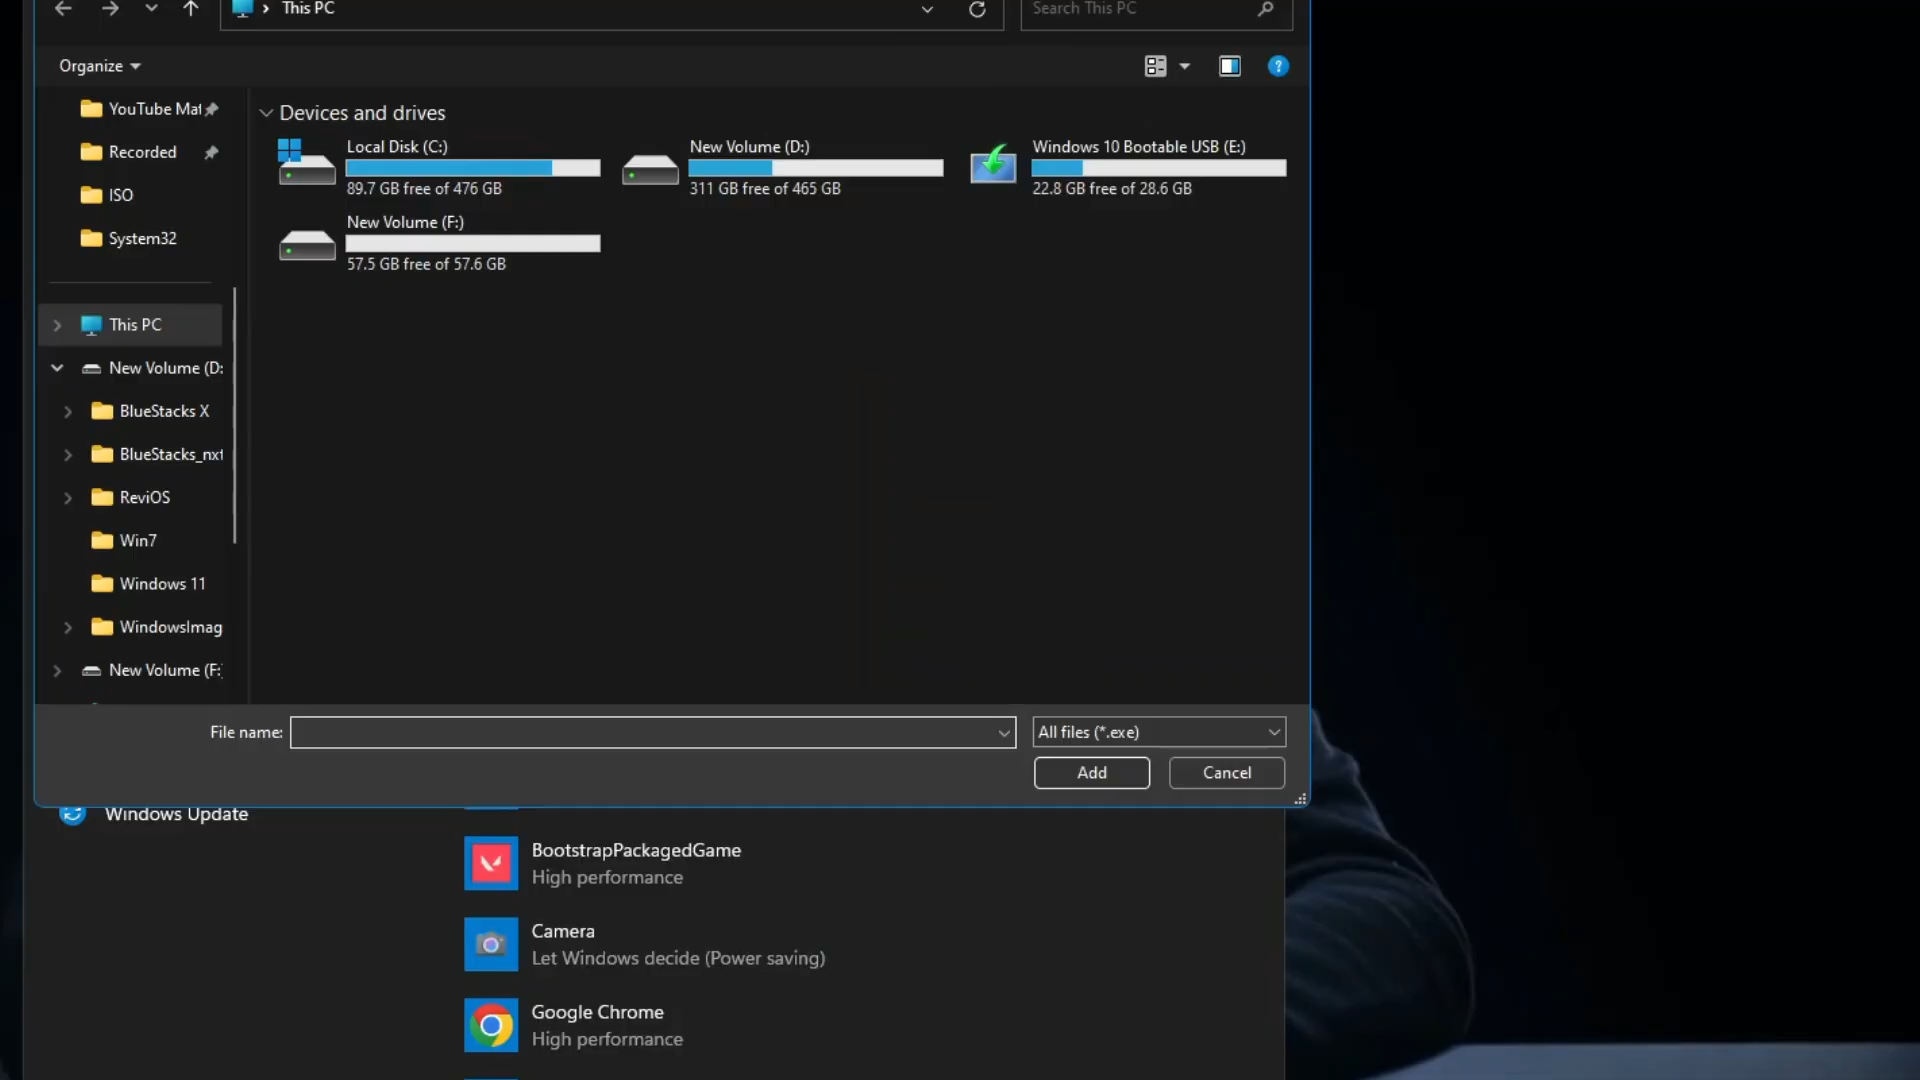 This PC
Search This PC
Organize
YouTube Mat
Recorded
ISO
System32
This PC
New Volume (D:
BlueStacks X
BlueStacks_nxt
ReviOS
Win7
Windows 11
WindowsImag
New Volume (F:
Devices and drives
Local Disk (C:)
89.7 GB free of 476 GB
New Volume (D:)
311 GB free of 465 GB
Windows 10 Bootable USB (E:)
22.8 GB free of 28.6 GB
New Volume (F:)
57.5 GB free of 57.6 GB
File name:
All files (*.exe)
Add
Cancel
Windows Update
BootstrapPackagedGame
High performance
Camera
Let Windows decide (Power saving)
Google Chrome
High performance